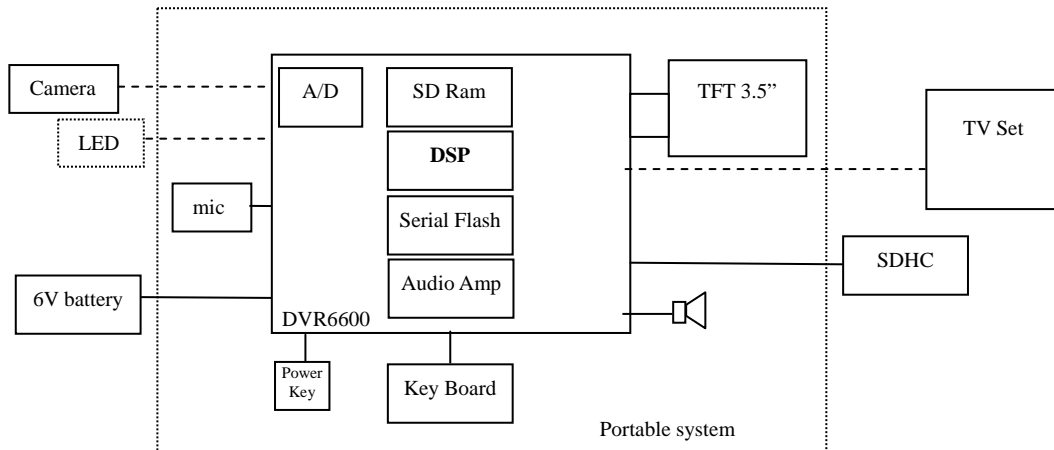 Camera
A/D
SD Ram
TFT 3.5”
TV Set
LED
DSP
mic
Serial Flash
SDHC
6V battery
Audio Amp
DVR6600
Power
Key
Key Board
Portable system